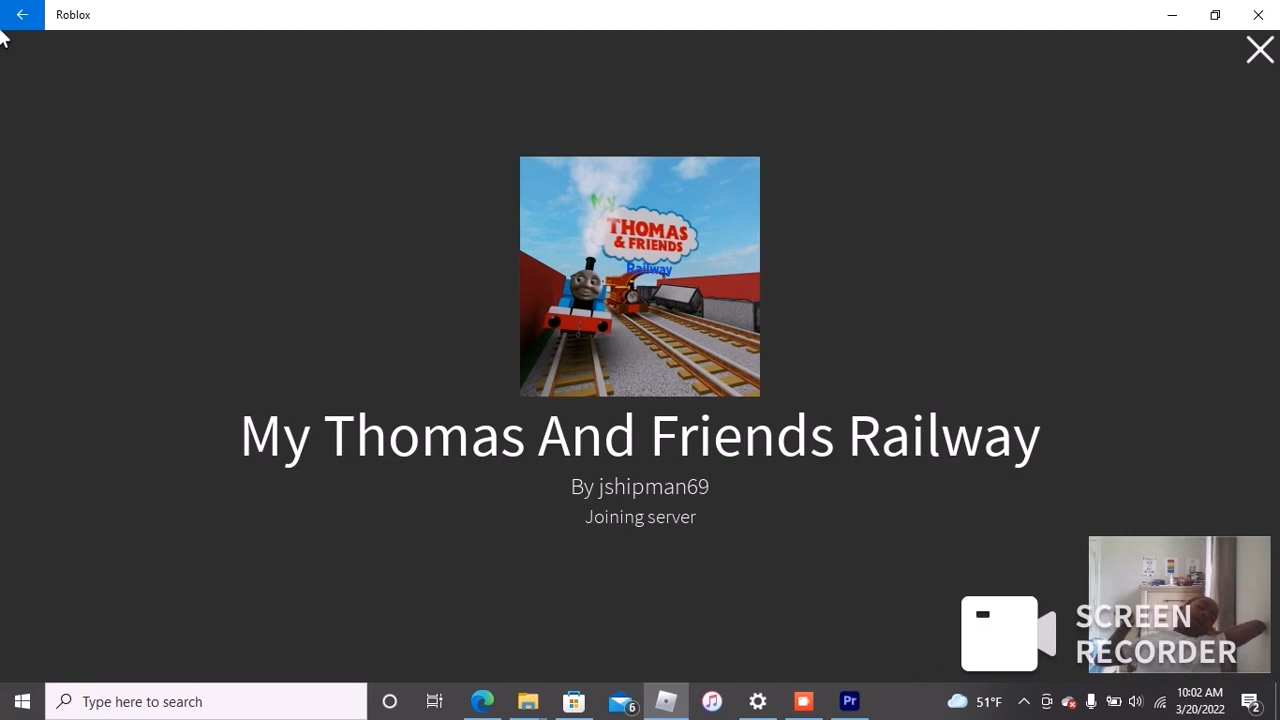 Roblox
My
THOMAS
& FRIENDS
Railway
My Thomas And Friends Railway
By jshipman69
Joining server
SCREEN
RECORDER
Type here to search
6
Pr
51°F
10:02 AM
3/20/2022
2